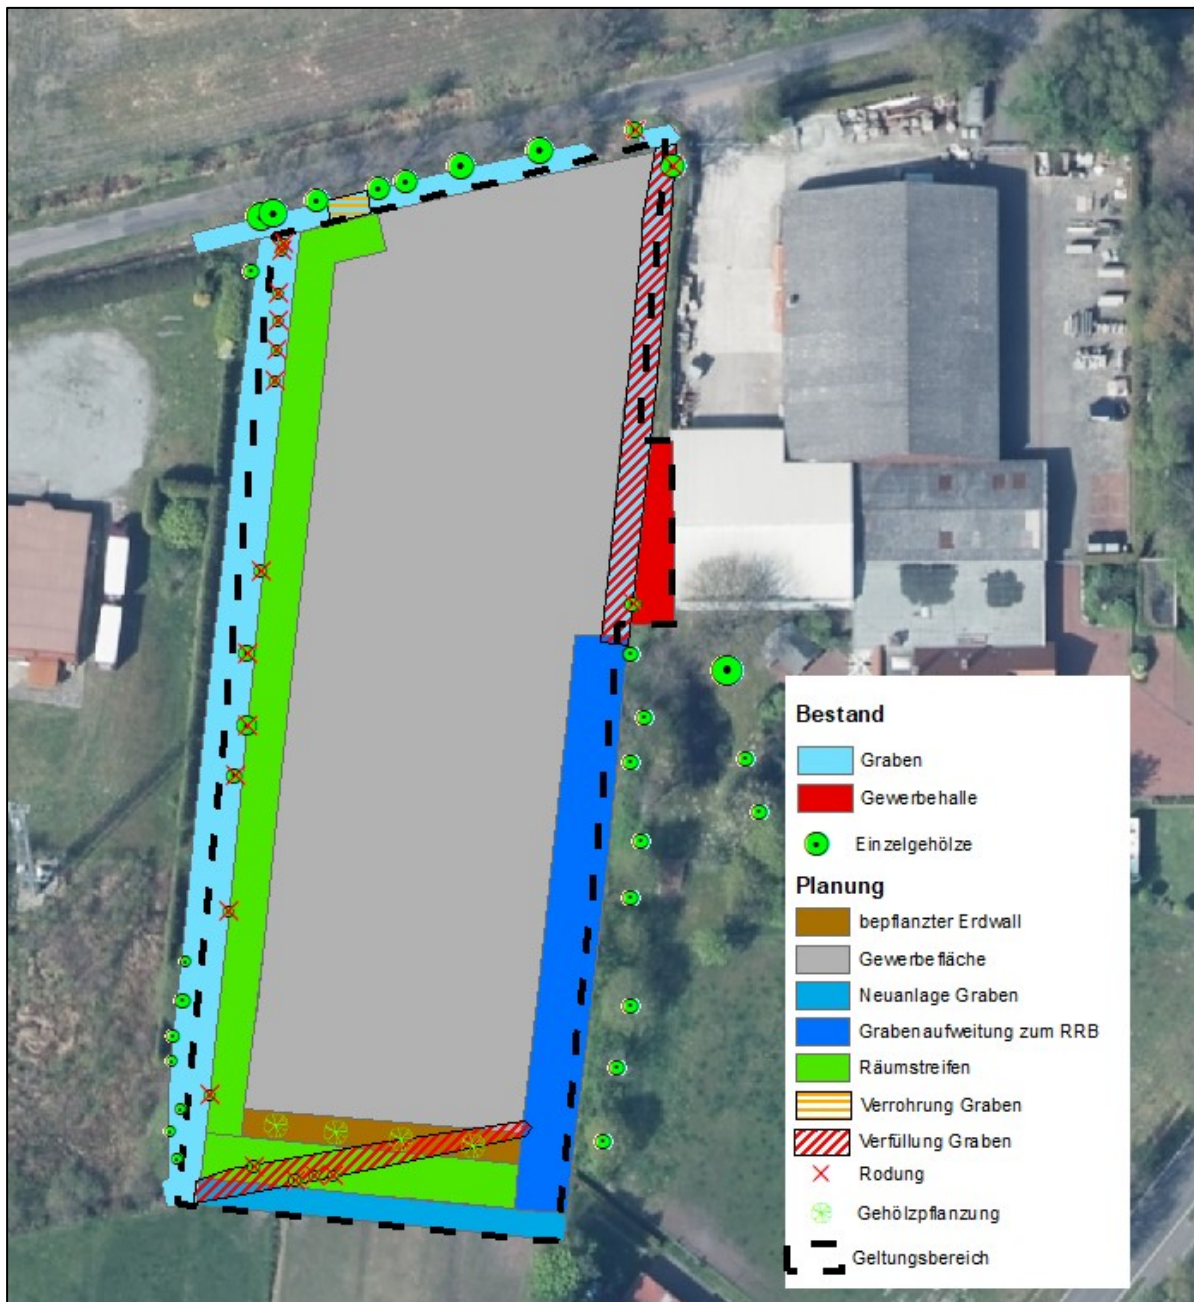 Bestand
Graben
Gewerbehalle
Einzelgehölze
Planung
bepflanzter Erdwall
Gewerbefläche
Neuanlage Graben
Grabenaufweitung zum RRB
Räumstreifen
Verrohrung Graben
Verfüllung Graben
Rodung
Gehölzpflanzung
Geltungsbereich